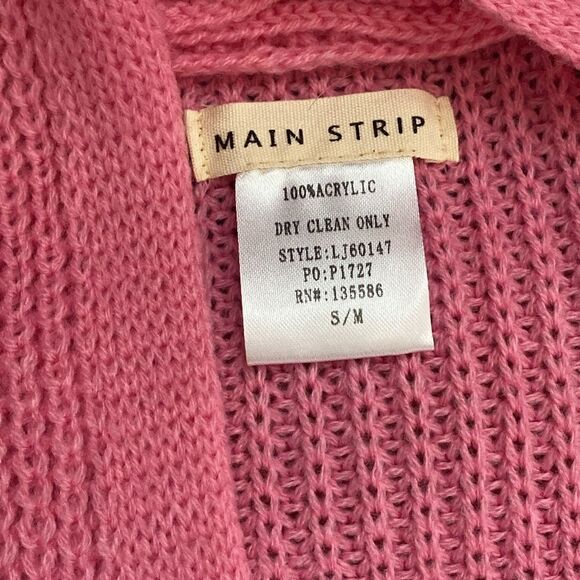 MAIN STRIP
100%ACRYLIC
DRY CLEAN ONLY
STYLE:LJ60147
PO:P1727
RN#:135586
S/M